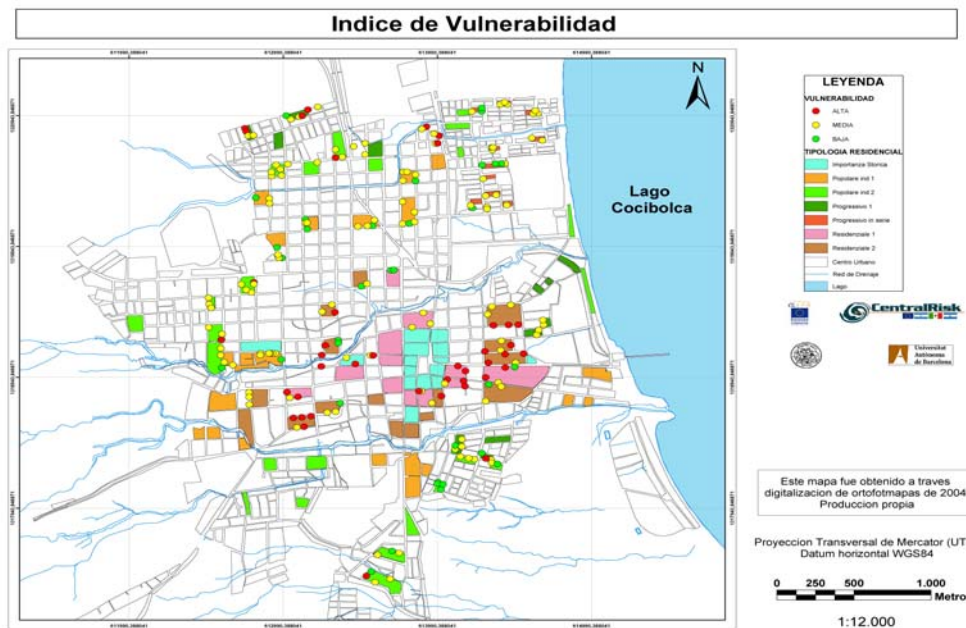 Indice de Vulnerabilidad
N
Lago
Cocibolca
LEYENDA
VULNERABILIDAD
ALTA
MEDIA
BAJA
TIPOLOGIA RESIDENCIAL
Importanza Storica
Popolare ind 1
Popolare ind 2
Progressivo 1
Progressivo in serie
Residenziale 1
Residenziale 2
Centro Urbano
Red de Drenaje
Lago
CentralRisk
Universitat
Autònoma
de Barcelona
Este mapa fue obtenido a traves
digitalizacion de ortofotmapas de 2004
Produccion propia
Proyeccion Transversal de Mercator (UT
Datum horizontal WGS84
0 250 500 1.000
Metro
1:12.000